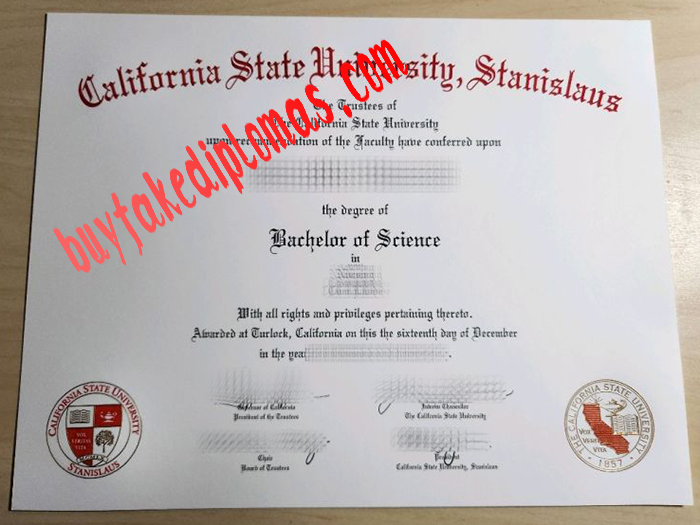 California State University, Stanislaus
The Trustees of
The California State University
upon recommendation of the Faculty have conferred upon
the degree of
Bachelor of Science
in
With all rights and privileges pertaining thereto.
Awarded at Turlock, California on this the sixteenth day of December
in the year
Governor of California
President of the Trustees
Interim Chancellor
The California State University
Chair
Board of Trustees
President
California State University, Stanislaus
CALIFORNIA STATE UNIVERSITY
VOX
VERITAS
VITA
MCMLVII
STANISLAUS
THE CALIFORNIA STATE UNIVERSITY
VOX
VERITAS
VITA
1857
buyfakediplomas.com